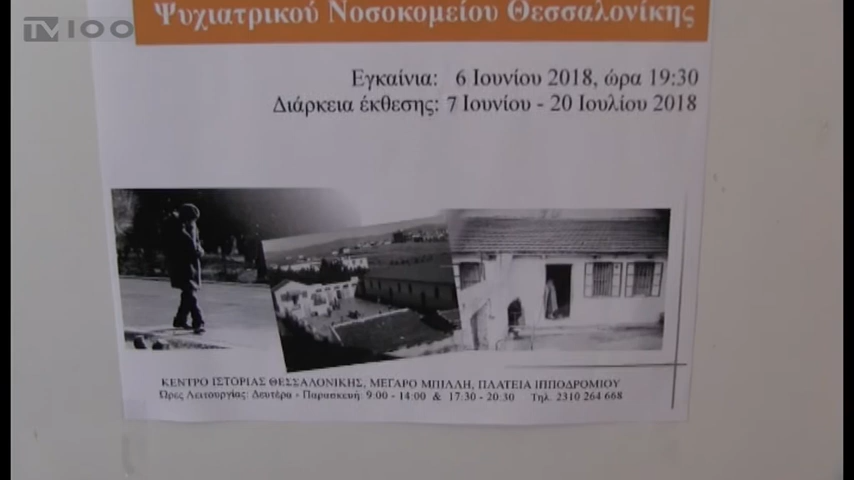 TV100
Ψυχιατρικού Νοσοκομείου Θεσσαλονίκης
Εγκαίνια: 6 Ιουνίου 2018, ώρα 19:30
Διάρκεια έκθεσης: 7 Ιουνίου - 20 Ιουλίου 2018
ΚΕΝΤΡΟ ΙΣΤΟΡΙΑΣ ΘΕΣΣΑΛΟΝΙΚΗΣ, ΜΕΓΑΡΟ ΜΠΙΛΛΗ, ΠΛΑΤΕΙΑ ΙΠΠΟΔΡΟΜΙΟΥ
Ώρες Λειτουργίας: Δευτέρα - Παρασκευή: 9:00 - 14:00 & 17:30 - 20:30 Τηλ. 2310 264 668